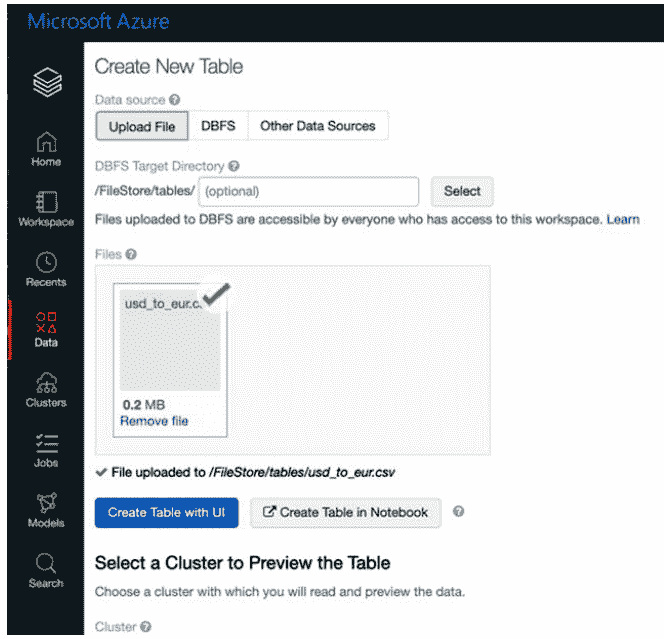 Microsoft Azure
Create New Table
Data source
Upload File DBFS Other Data Sources
DBFS Target Directory
/FileStore/tables/ (optional) Select
Files uploaded to DBFS are accessible by everyone who has access to this workspace. Learn
Files
usd_to_eur.c
0.2 MB
Remove file
File uploaded to /FileStore/tables/usd_to_eur.csv
Create Table with UI Create Table in Notebook
Select a Cluster to Preview the Table
Choose a cluster with which you will read and preview the data.
Cluster
Home
Workspace
Recents
Data
Clusters
Jobs
Models
Search